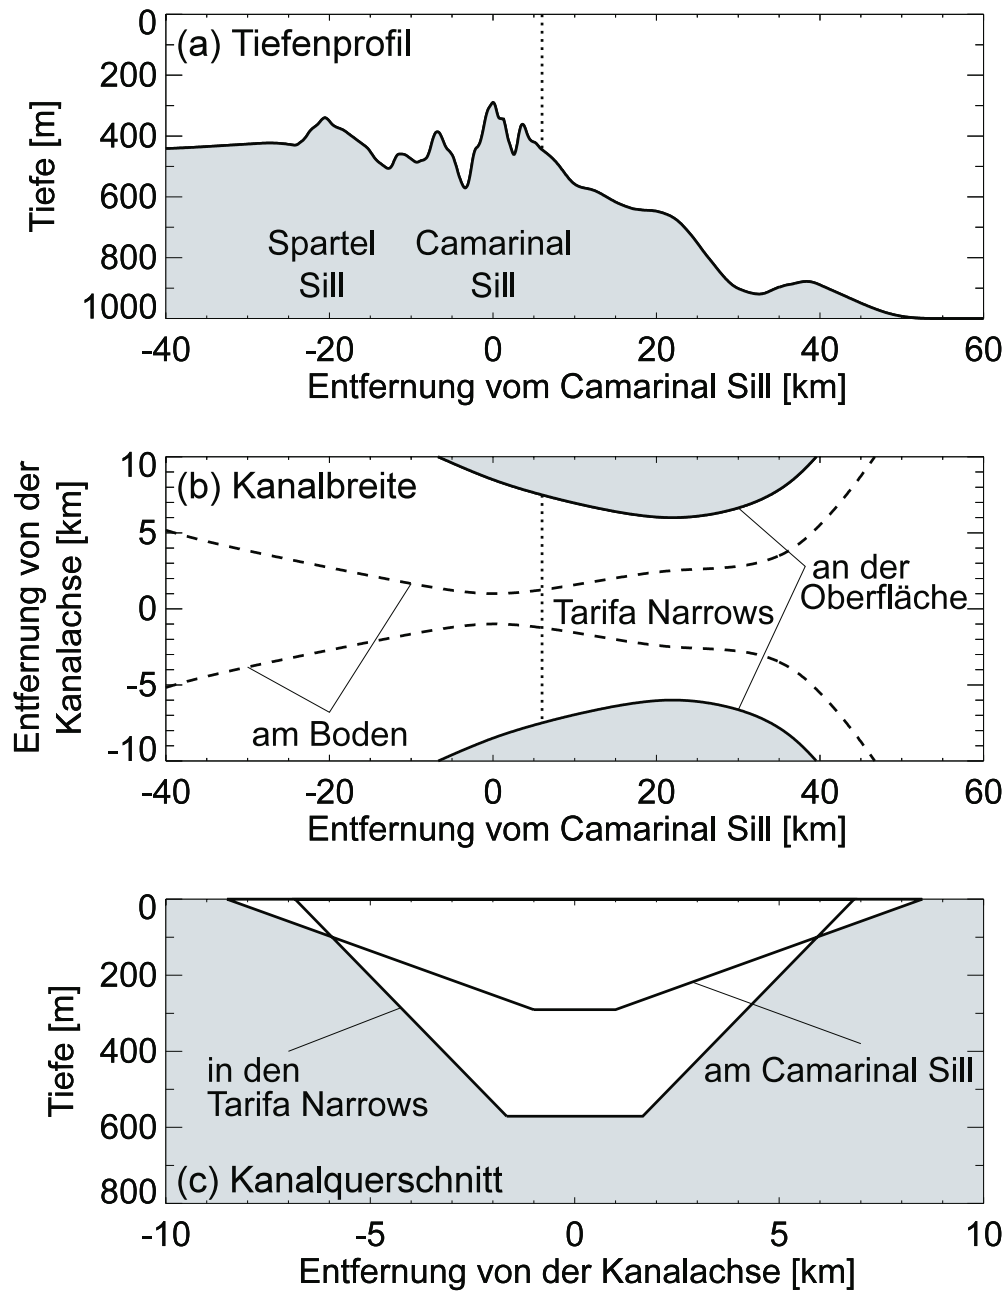 (a) Tiefenprofil
0
200
400
600
800
1000
Tiefe [m]
Spartel
Sill
Camarinal
Sill
-40 -20 0 20 40 60
Entfernung vom Camarinal Sill [km]
(b) Kanalbreite
10
5
0
-5
-10
Entfernung von der
Kanalachse [km]
an der
Oberfläche
Tarifa Narrows
am Boden
-40 -20 0 20 40 60
Entfernung vom Camarinal Sill [km]
0
200
400
600
800
Tiefe [m]
in den
Tarifa Narrows
am Camarinal Sill
(c) Kanalquerschnitt
-10 -5 0 5 10
Entfernung von der Kanalachse [km]